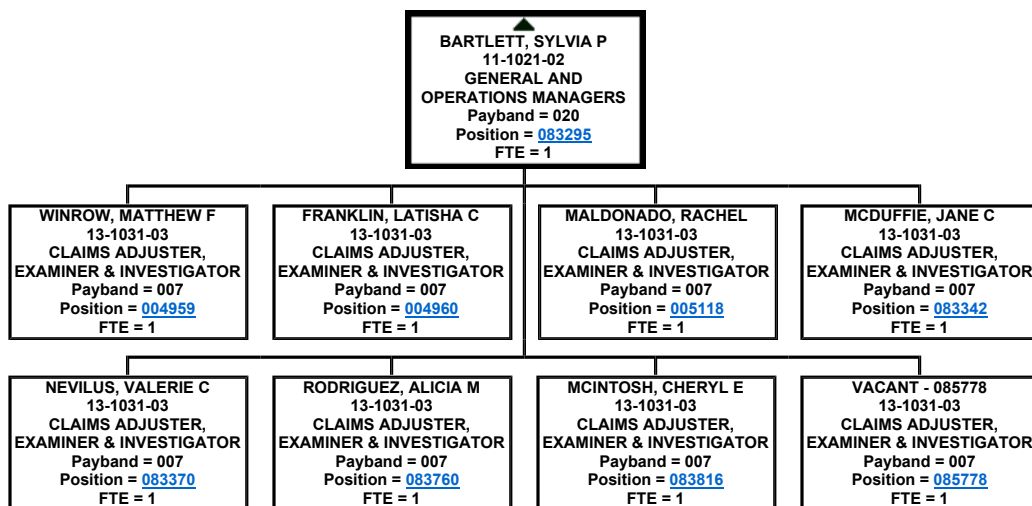 BARTLETT, SYLVIA P
11-1021-02
GENERAL AND
OPERATIONS MANAGERS
Payband = 020
Position = 083295
FTE = 1
WINROW, MATTHEW F
13-1031-03
CLAIMS ADJUSTER,
EXAMINER & INVESTIGATOR
Payband = 007
Position = 004959
FTE = 1
FRANKLIN, LATISHA C
13-1031-03
CLAIMS ADJUSTER,
EXAMINER & INVESTIGATOR
Payband = 007
Position = 004960
FTE = 1
MALDONADO, RACHEL
13-1031-03
CLAIMS ADJUSTER,
EXAMINER & INVESTIGATOR
Payband = 007
Position = 005118
FTE = 1
MCDUFFIE, JANE C
13-1031-03
CLAIMS ADJUSTER,
EXAMINER & INVESTIGATOR
Payband = 007
Position = 083342
FTE = 1
NEVILUS, VALERIE C
13-1031-03
CLAIMS ADJUSTER,
EXAMINER & INVESTIGATOR
Payband = 007
Position = 083370
FTE = 1
RODRIGUEZ, ALICIA M
13-1031-03
CLAIMS ADJUSTER,
EXAMINER & INVESTIGATOR
Payband = 007
Position = 083760
FTE = 1
MCINTOSH, CHERYL E
13-1031-03
CLAIMS ADJUSTER,
EXAMINER & INVESTIGATOR
Payband = 007
Position = 083816
FTE = 1
VACANT - 085778
13-1031-03
CLAIMS ADJUSTER,
EXAMINER & INVESTIGATOR
Payband = 007
Position = 085778
FTE = 1